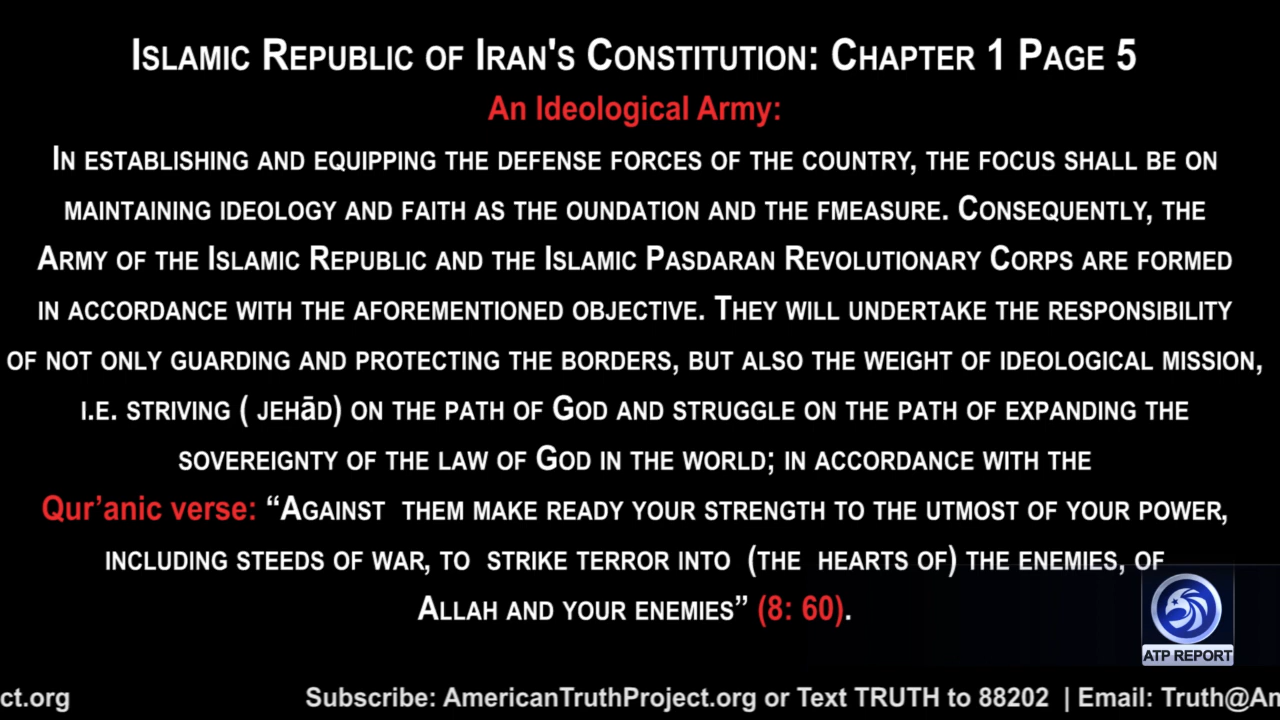 Islamic Republic of Iran's Constitution: Chapter 1 Page 5
An Ideological Army:
In establishing and equipping the defense forces of the country, the focus shall be on
maintaining ideology and faith as the oundation and the fmeasure. Consequently, the
Army of the Islamic Republic and the Islamic Pasdaran Revolutionary Corps are formed
in accordance with the aforementioned objective. They will undertake the responsibility
of not only guarding and protecting the borders, but also the weight of ideological mission,
i.e. striving ( jehād) on the path of God and struggle on the path of expanding the
sovereignty of the law of God in the world; in accordance with the
Qur’anic verse: “Against them make ready your strength to the utmost of your power,
including steeds of war, to strike terror into (the hearts of) the enemies, of
Allah and your enemies” (8: 60).
ATP REPORT
ct.org Subscribe: AmericanTruthProject.org or Text TRUTH to 88202 | Email: Truth@An